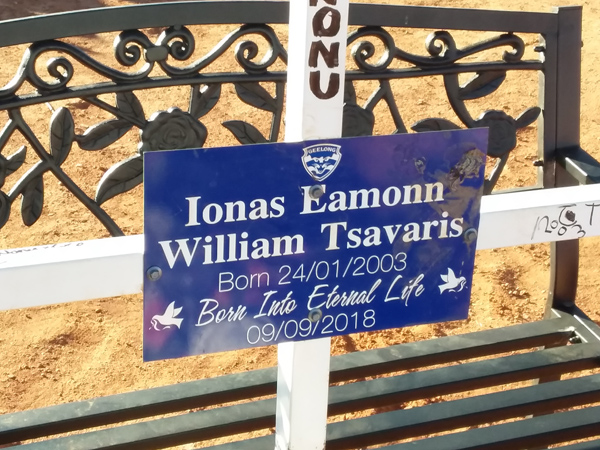 NONU
GEELONG
Ionas Eamonn
William Tsavaris
Born 24/01/2003
Born Into Eternal Life
09/09/2018